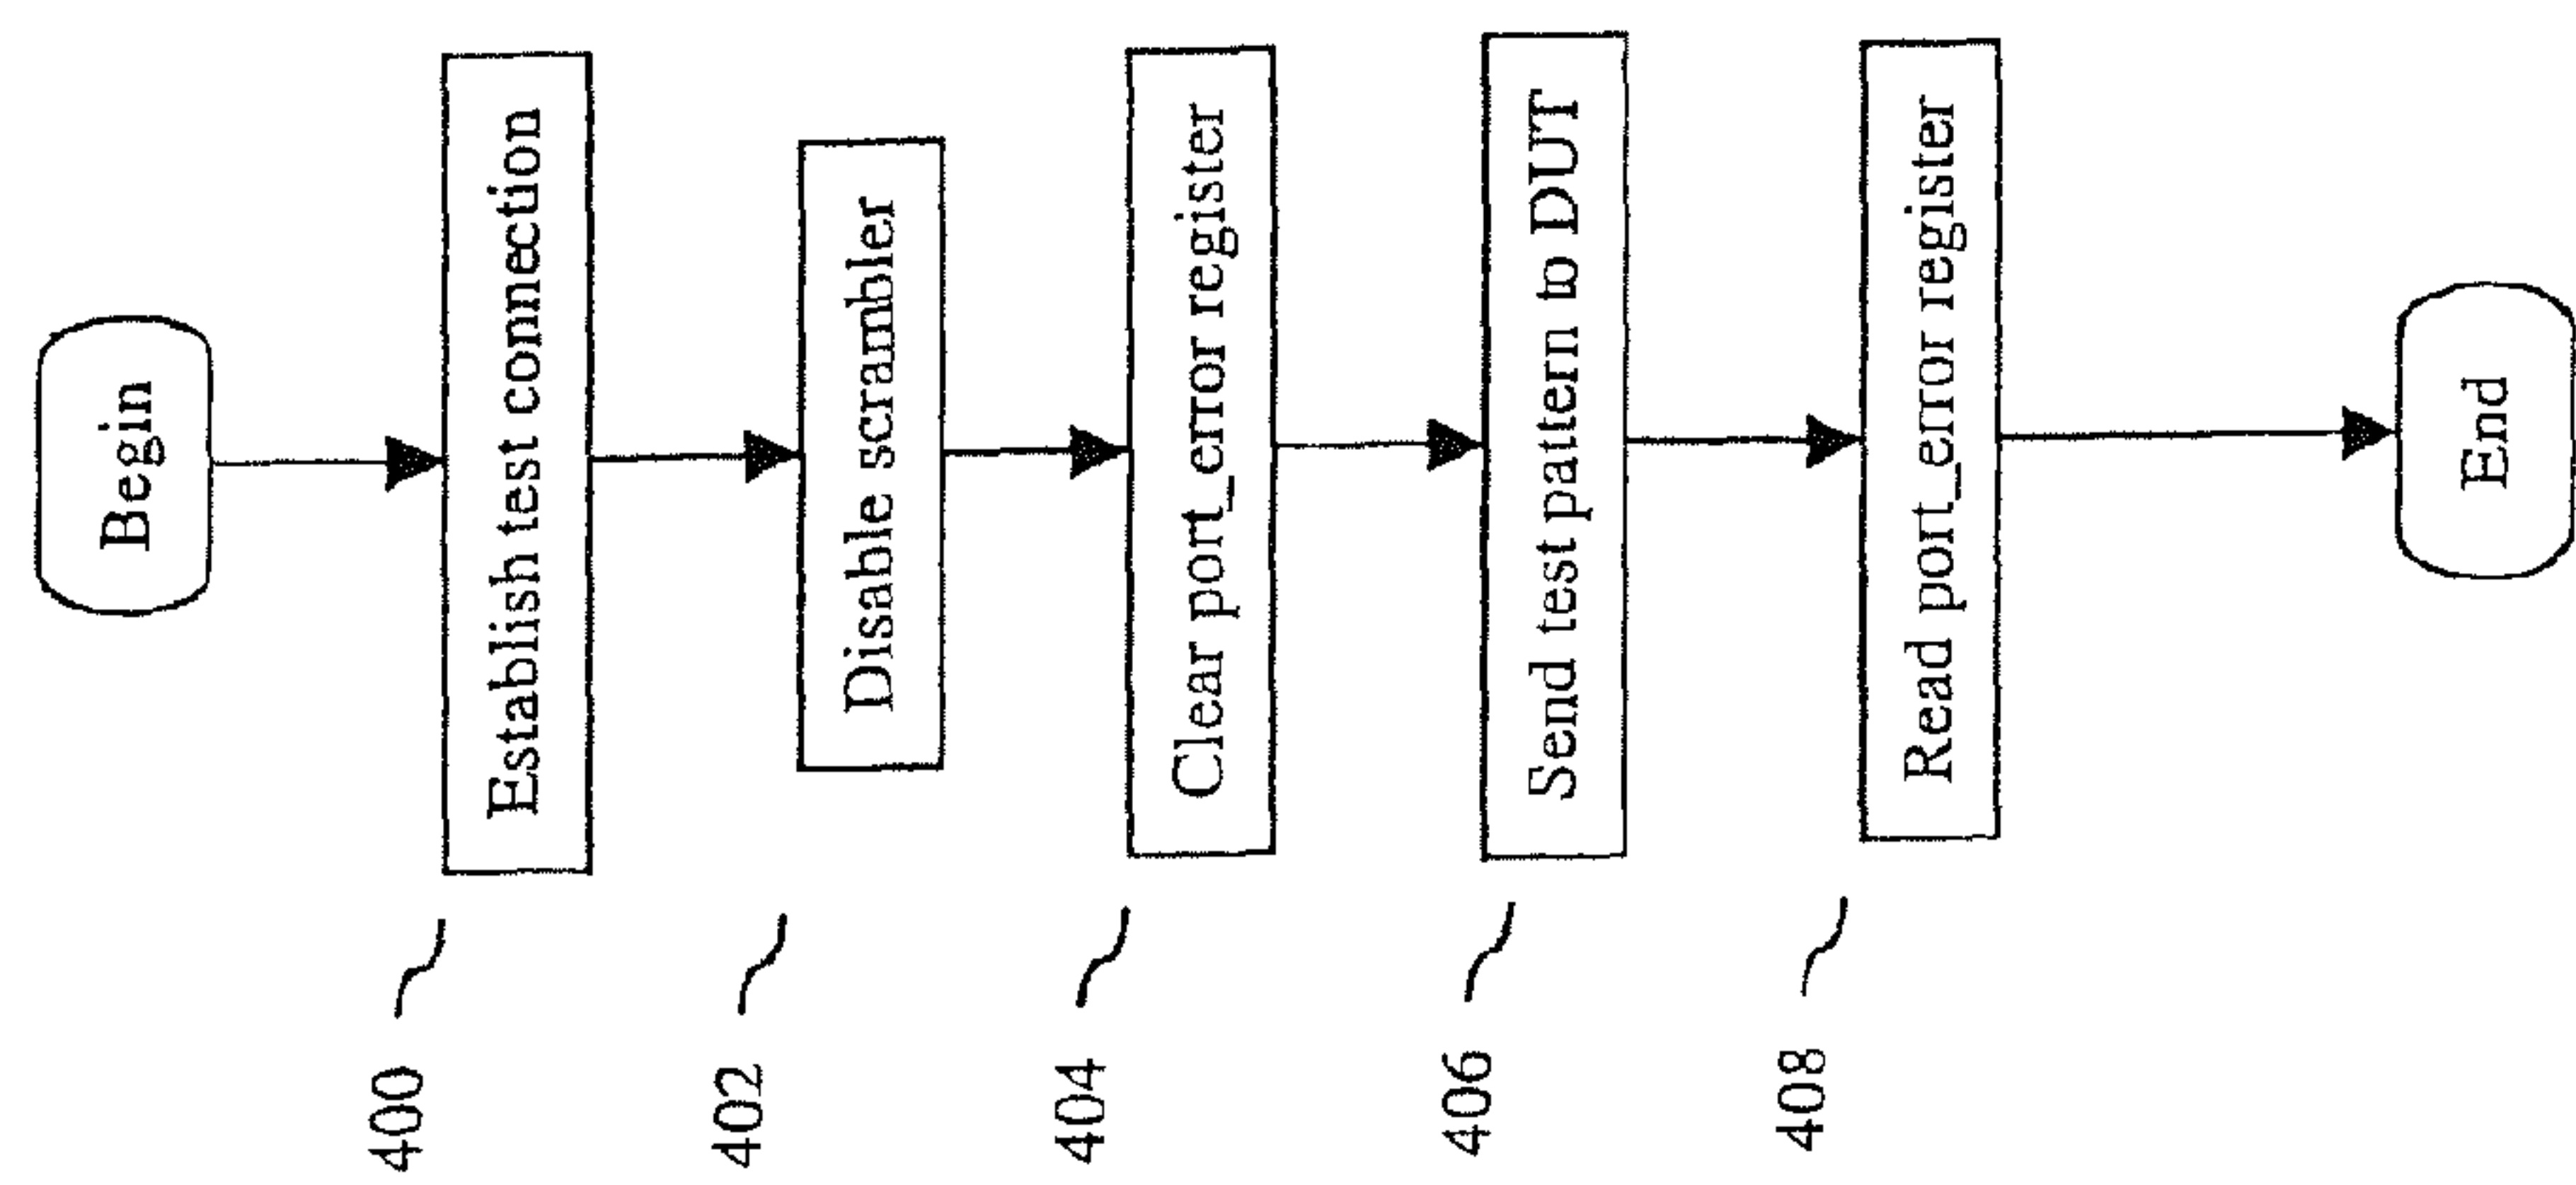 Begin
400
Establish test connection
402
Disable scrambler
404
Clear port_error register
406
Send test pattern to DUT
408
Read port_error register
End